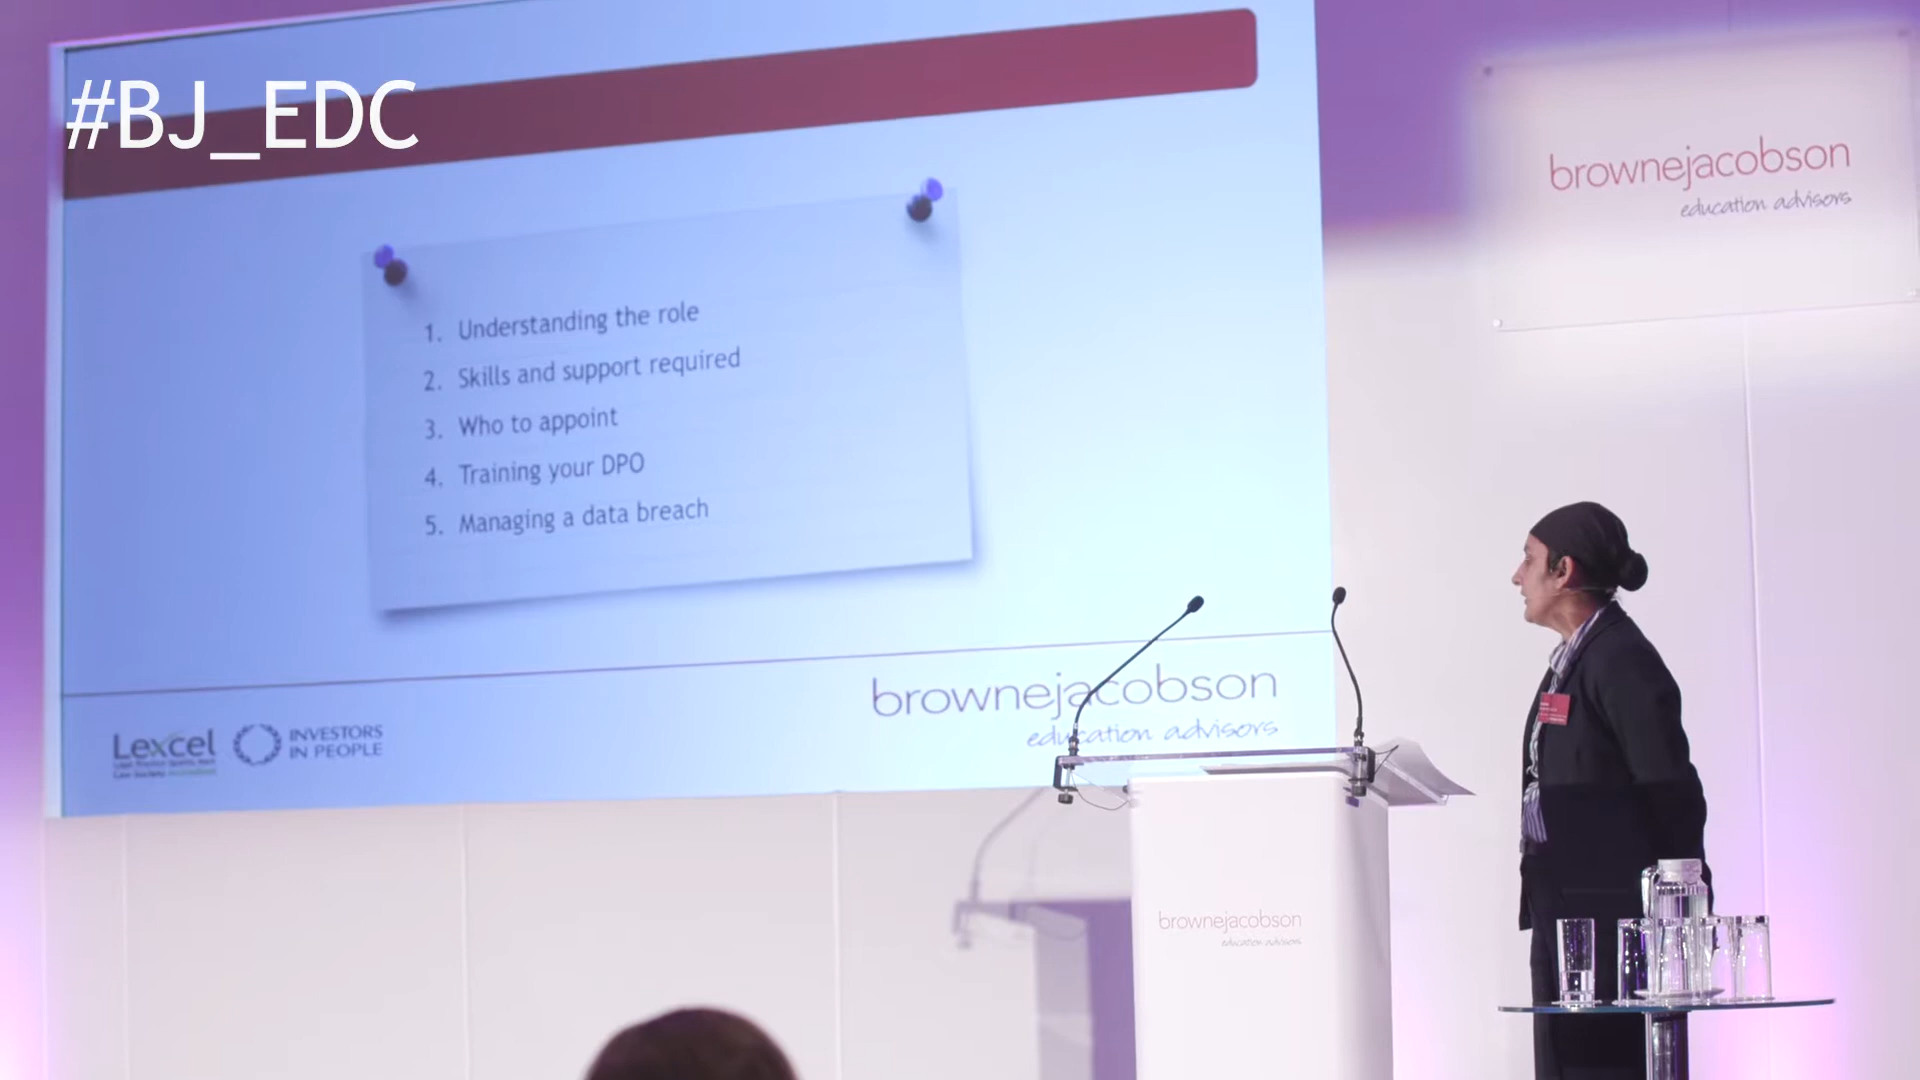 #BJ_EDC
brownejacobson
education advisors
1. Understanding the role
2. Skills and support required
3. Who to appoint
4. Training your DPO
5. Managing a data breach
brownejacobson
education advisors
Lexcel
INVESTORS
IN PEOPLE
brownejacobson
education advisors